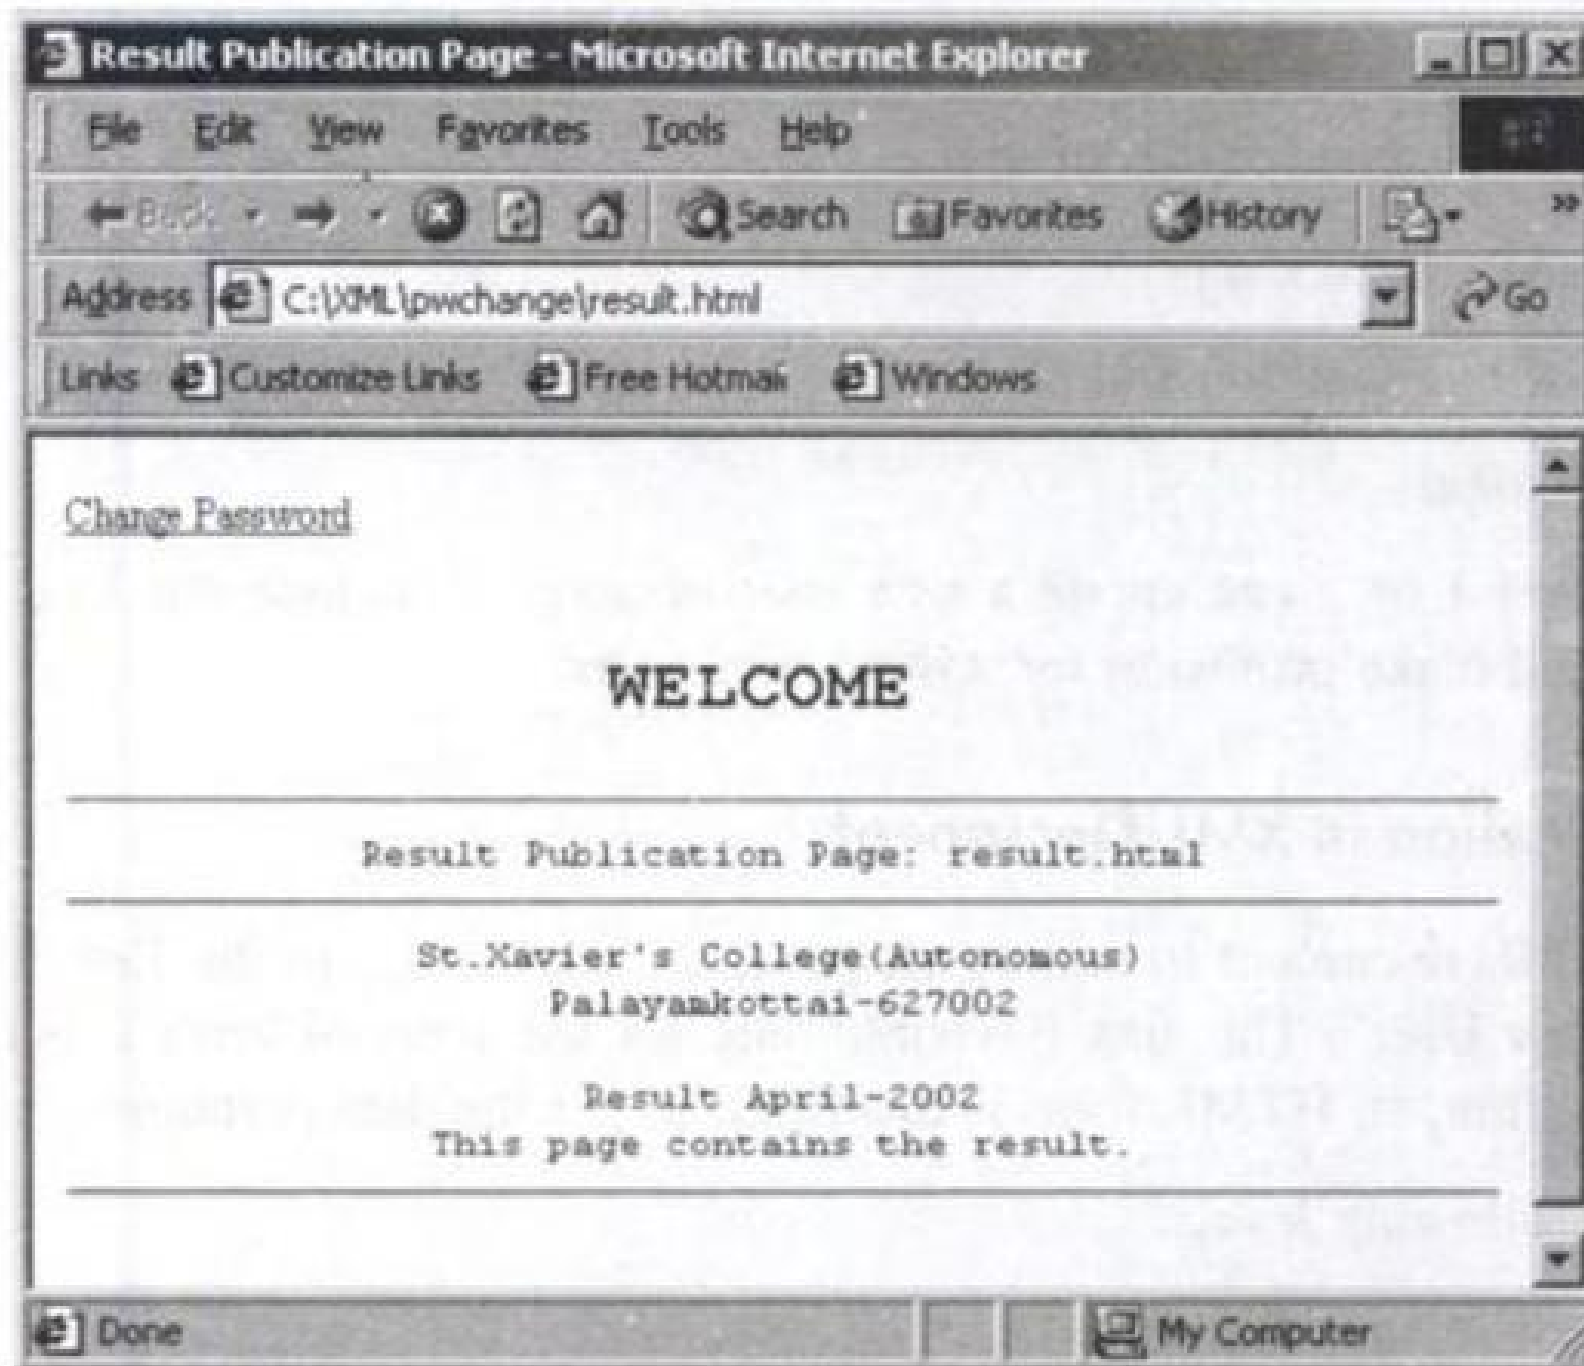 Result Publication Page - Microsoft Internet Explorer
File Edit View Favorites Tools Help
Back Search Favorites History »
Address C:\XML\pwchange\result.html Go
Links Customize Links Free Hotmail Windows
Change Password
WELCOME
Result Publication Page: result.html
St.Xavier's College(Autonomous)
Palayamkottai-627002
Result April-2002
This page contains the result.
Done My Computer